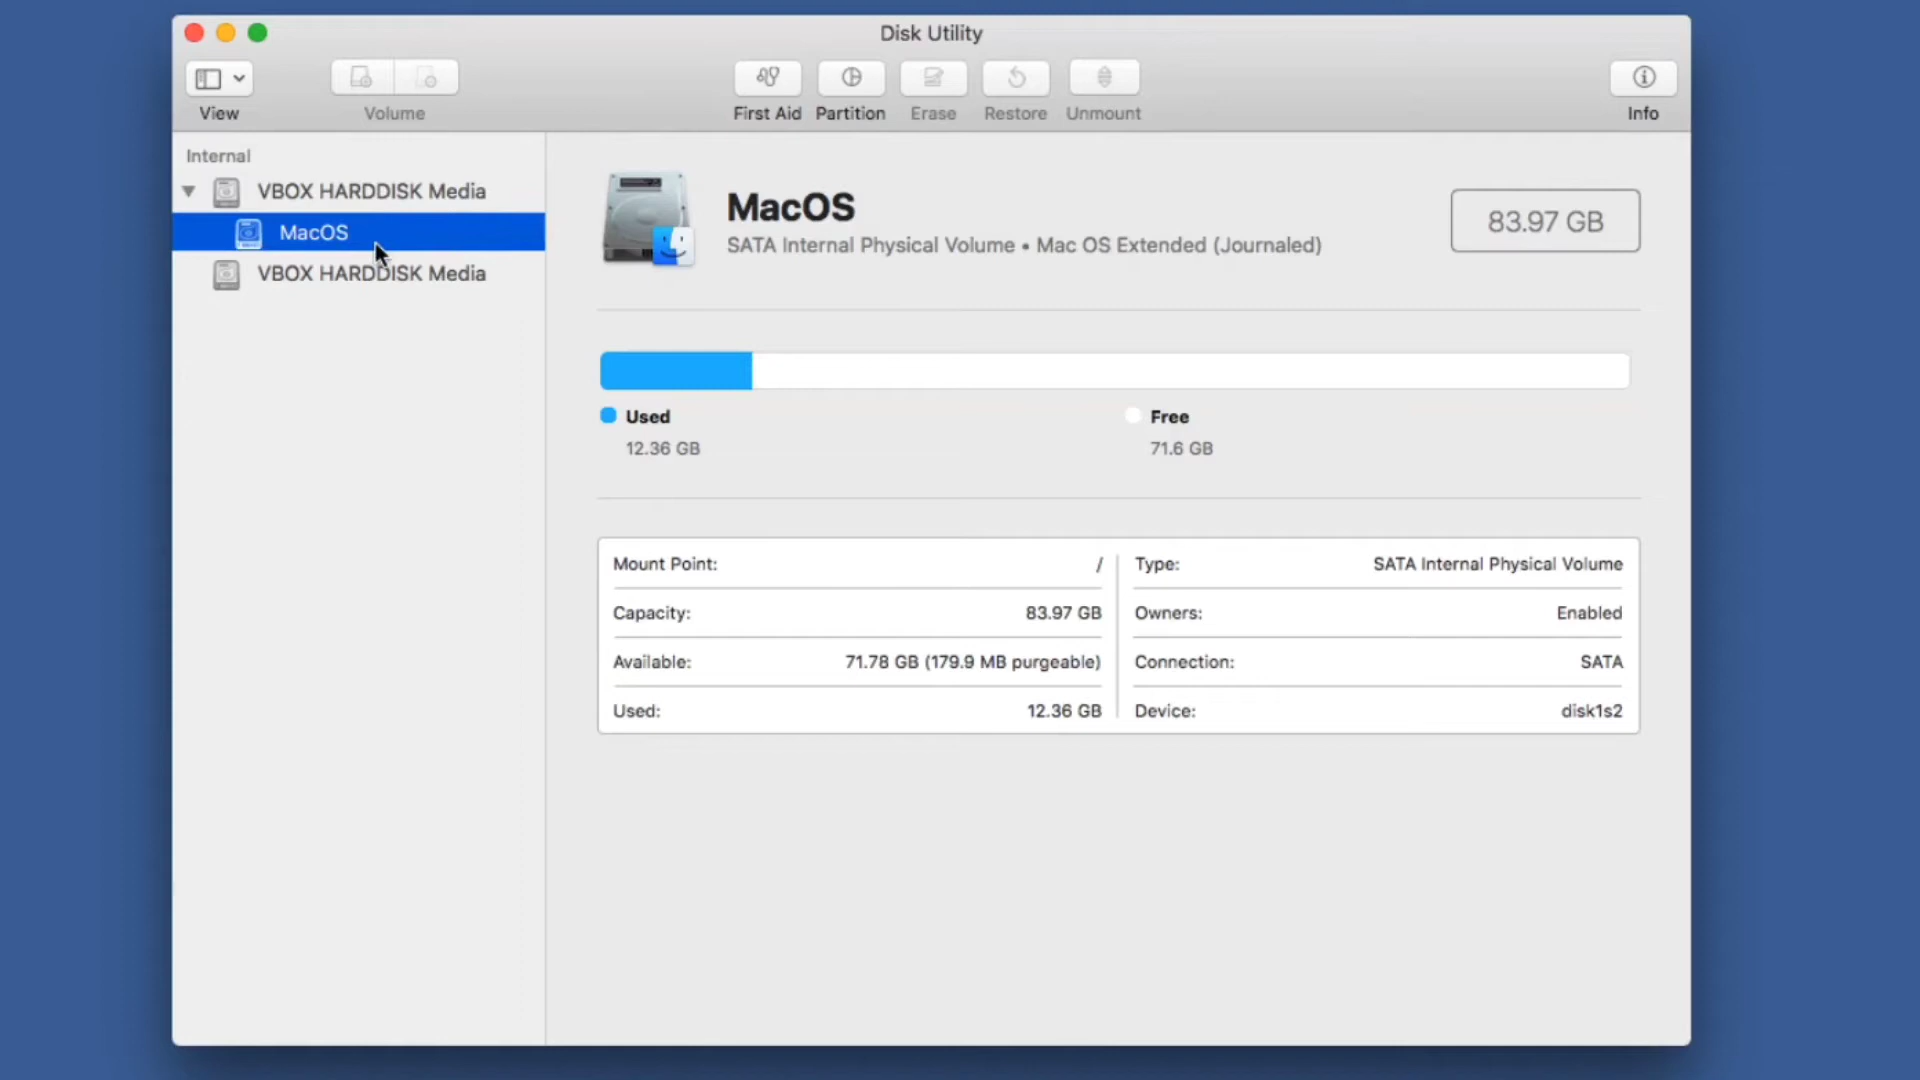 Disk Utility
View
Volume
First Aid
Partition
Erase
Restore
Unmount
Info
Internal
VBOX HARDDISK Media
MacOS
VBOX HARDDISK Media
MacOS
SATA Internal Physical Volume • Mac OS Extended (Journaled)
83.97 GB
Used
12.36 GB
Free
71.6 GB
Mount Point: /
Capacity: 83.97 GB
Available: 71.78 GB (179.9 MB purgeable)
Used: 12.36 GB
Type: SATA Internal Physical Volume
Owners: Enabled
Connection: SATA
Device: disk1s2